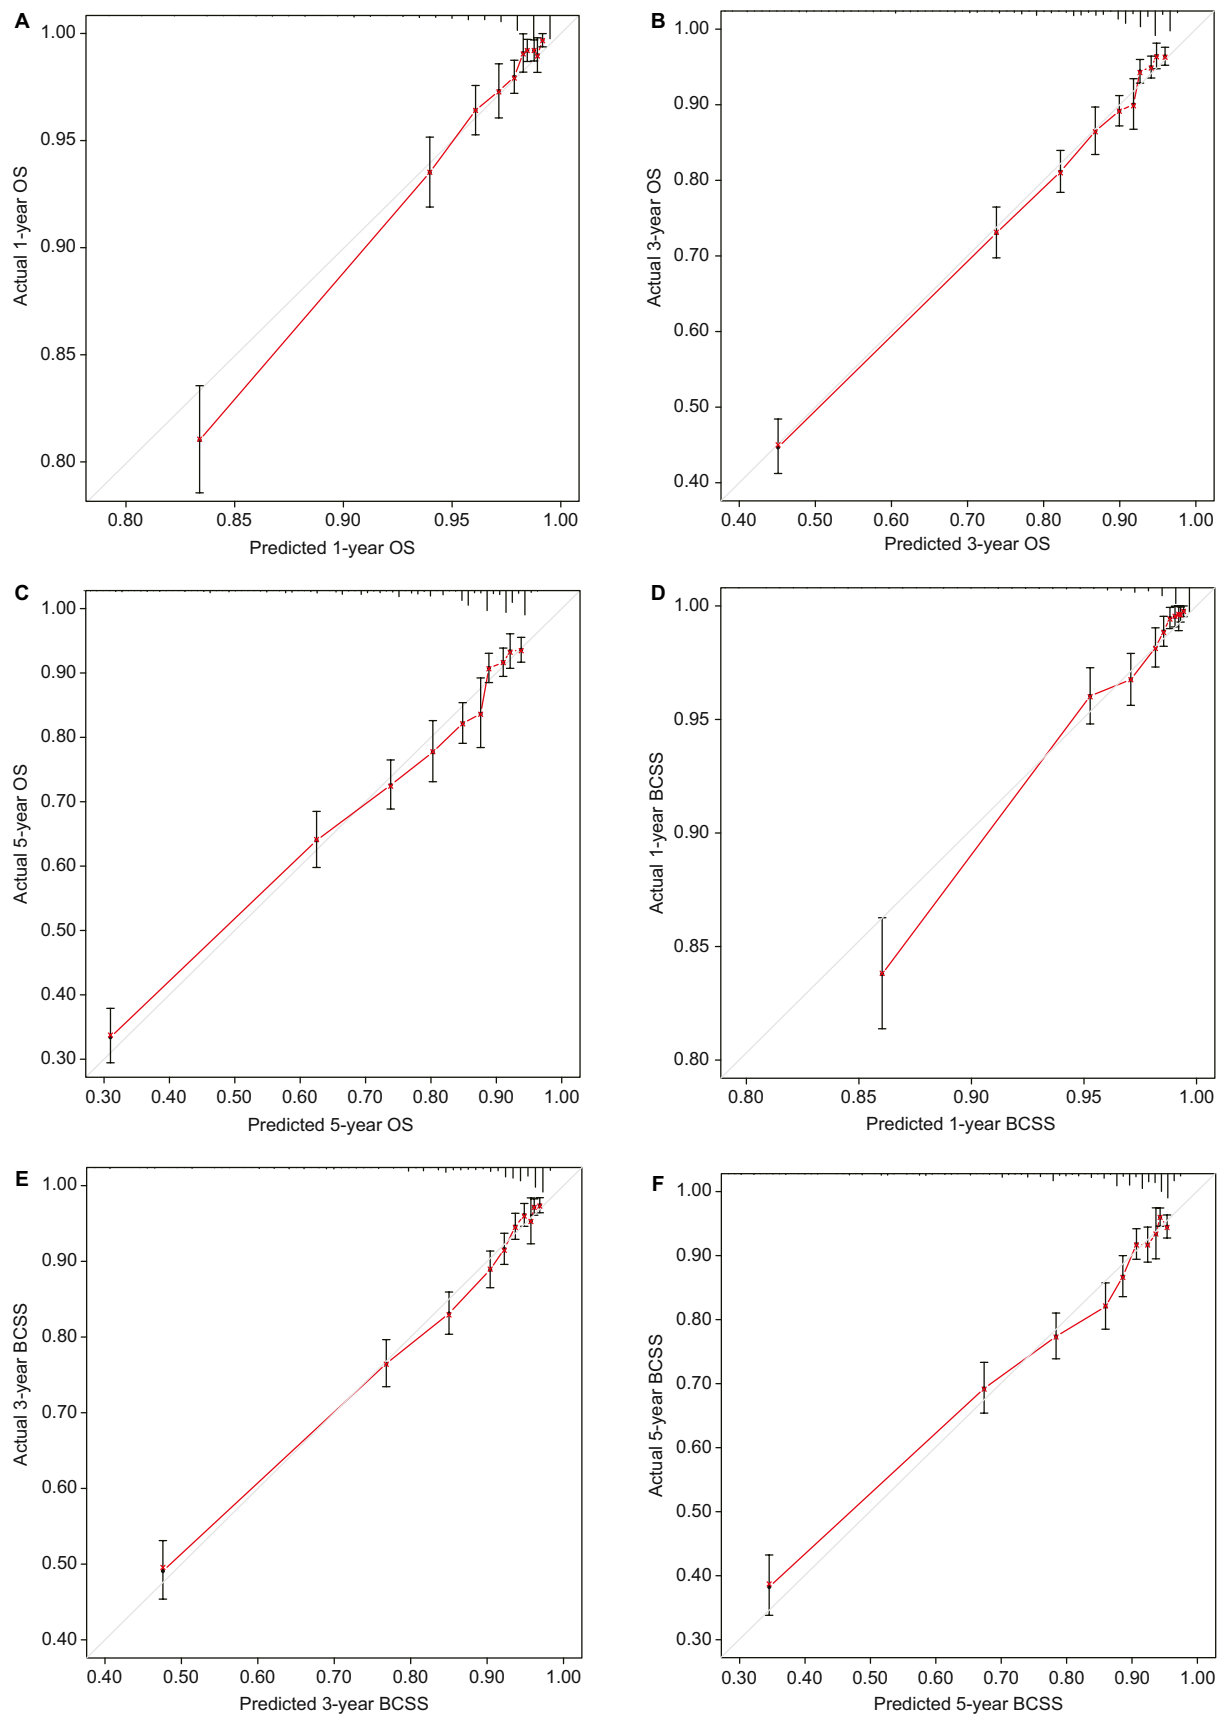 A
1.00
0.95
0.90
0.85
0.80
Actual 1-year OS
0.80 0.85 0.90 0.95 1.00
Predicted 1-year OS
B
1.00
0.90
0.80
0.70
0.60
0.50
0.40
Actual 3-year OS
0.40 0.50 0.60 0.70 0.80 0.90 1.00
Predicted 3-year OS
C
1.00
0.90
0.80
0.70
0.60
0.50
0.40
0.30
Actual 5-year OS
0.30 0.40 0.50 0.60 0.70 0.80 0.90 1.00
Predicted 5-year OS
D
1.00
0.95
0.90
0.85
0.80
Actual 1-year BCSS
0.80 0.85 0.90 0.95 1.00
Predicted 1-year BCSS
E
1.00
0.90
0.80
0.70
0.60
0.50
0.40
Actual 3-year BCSS
0.40 0.50 0.60 0.70 0.80 0.90 1.00
Predicted 3-year BCSS
F
1.00
0.90
0.80
0.70
0.60
0.50
0.40
0.30
Actual 5-year BCSS
0.30 0.40 0.50 0.60 0.70 0.80 0.90 1.00
Predicted 5-year BCSS